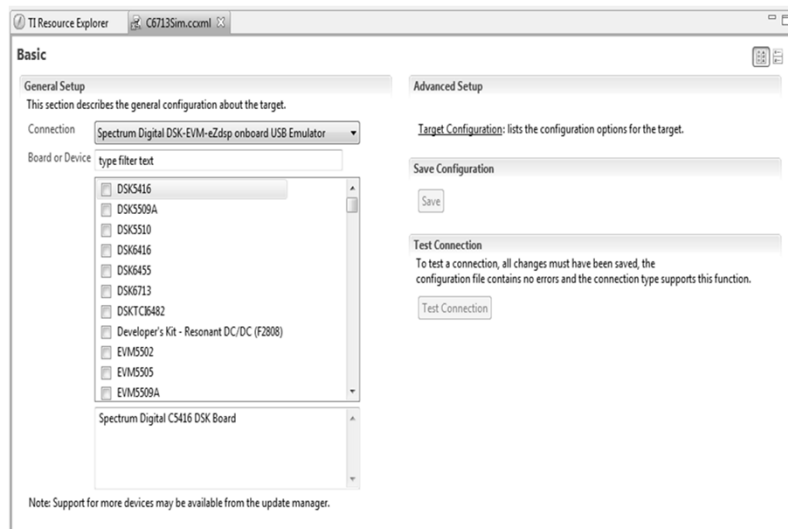 TI Resource Explorer
C6713Sim.ccxml
Basic
General Setup
This section describes the general configuration about the target.
Connection
Spectrum Digital DSK-EVM-eZdsp onboard USB Emulator
Board or Device
type filter text
DSK5416
DSK5509A
DSK5510
DSK6416
DSK6455
DSK6713
DSKTCI6482
Developer's Kit - Resonant DC/DC (F2808)
EVM5502
EVM5505
EVM5509A
Spectrum Digital C5416 DSK Board
Note: Support for more devices may be available from the update manager.
Advanced Setup
Target Configuration: lists the configuration options for the target.
Save Configuration
Save
Test Connection
To test a connection, all changes must have been saved, the
configuration file contains no errors and the connection type supports this function.
Test Connection